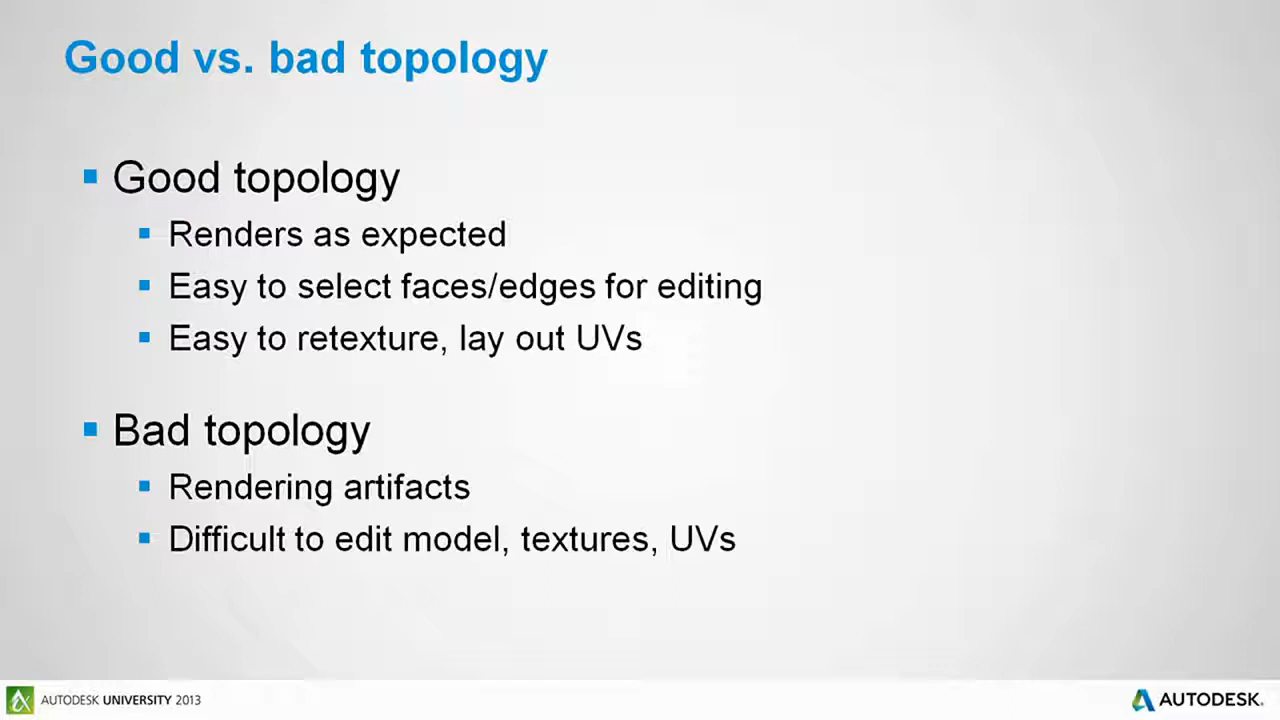 Good vs. bad topology
Good topology
Renders as expected
Easy to select faces/edges for editing
Easy to retexture, lay out UVs
Bad topology
Rendering artifacts
Difficult to edit model, textures, UVs
AUTODESK UNIVERSITY 2013
AUTODESK.